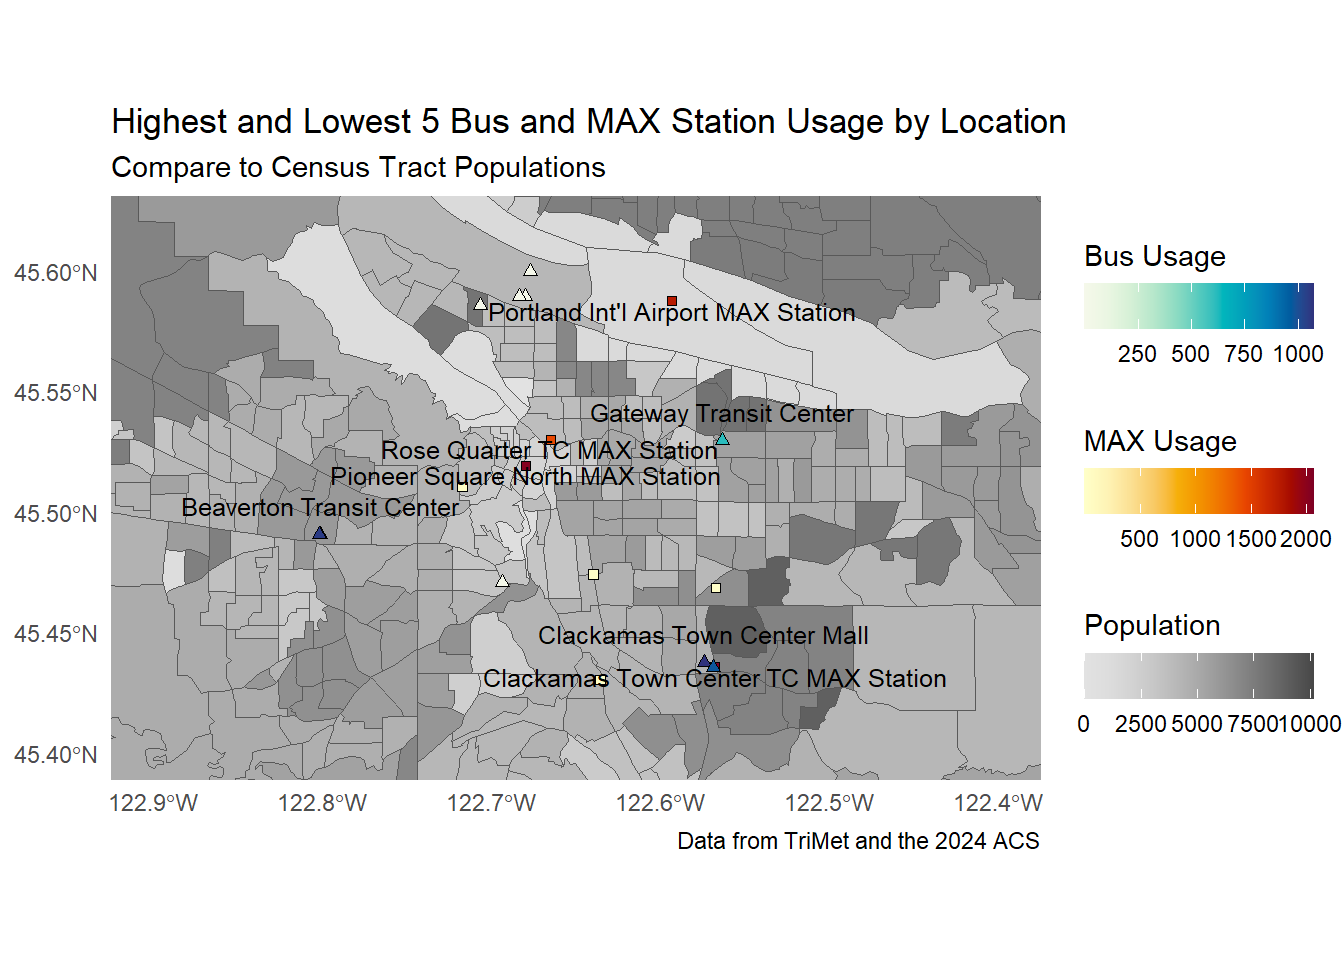 Highest and Lowest 5 Bus and MAX Station Usage by Location
Compare to Census Tract Populations
45.60°N
45.55°N
45.50°N
45.45°N
45.40°N
Portland Int'l Airport MAX Station
Gateway Transit Center
Rose Quarter TC MAX Station
Pioneer Square North MAX Station
Beaverton Transit Center
Clackamas Town Center Mall
Clackamas Town Center TC MAX Station
122.9°W 122.8°W 122.7°W 122.6°W 122.5°W 122.4°W
Data from TriMet and the 2024 ACS
Bus Usage
250 500 750 1000
MAX Usage
500 1000 1500 2000
Population
0 2500 5000 7500 10000